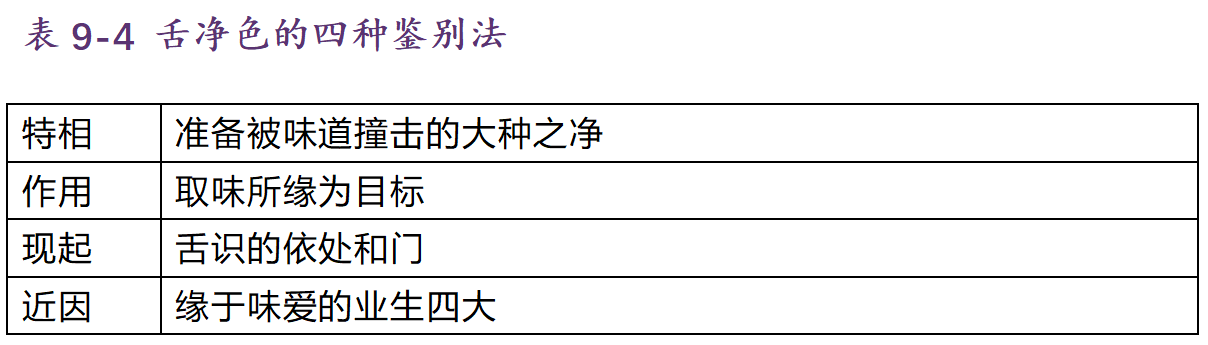 表 9-4 舌净色的四种鉴别法
特相 准备被味道撞击的大种之净
作用 取味所缘为目标
现起 舌识的依处和门
近因 缘于味爱的业生四大